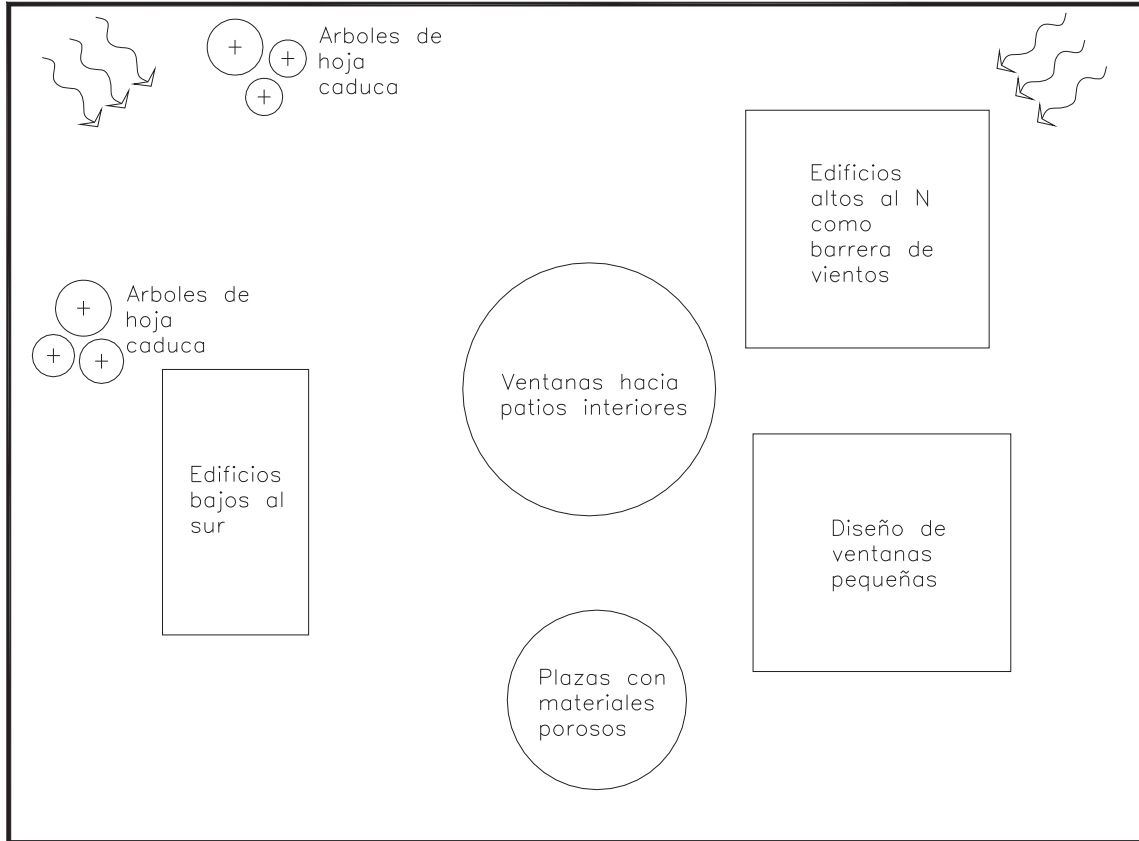 Arboles de
hoja
caduca
Edificios
altos al N
como
barrera de
vientos
Arboles de
hoja
caduca
Ventanas hacia
patios interiores
Edificios
bajos al
sur
Diseño de
ventanas
pequeñas
Plazas con
materiales
porosos